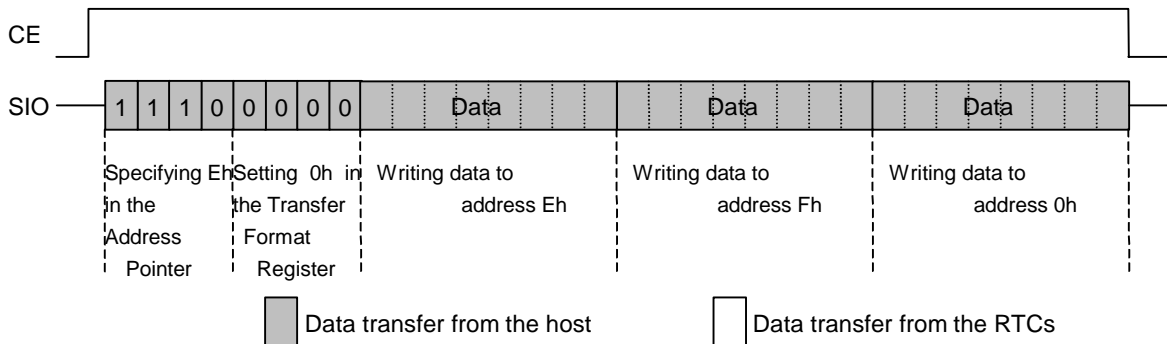 CE
SIO 1 1 1 0 0 0 0 0 Data Data Data
Specifying Eh Setting 0h in Writing data to Writing data to Writing data to
in the the Transfer address Eh address Fh address 0h
Address Format
Pointer Register
Data transfer from the host Data transfer from the RTCs